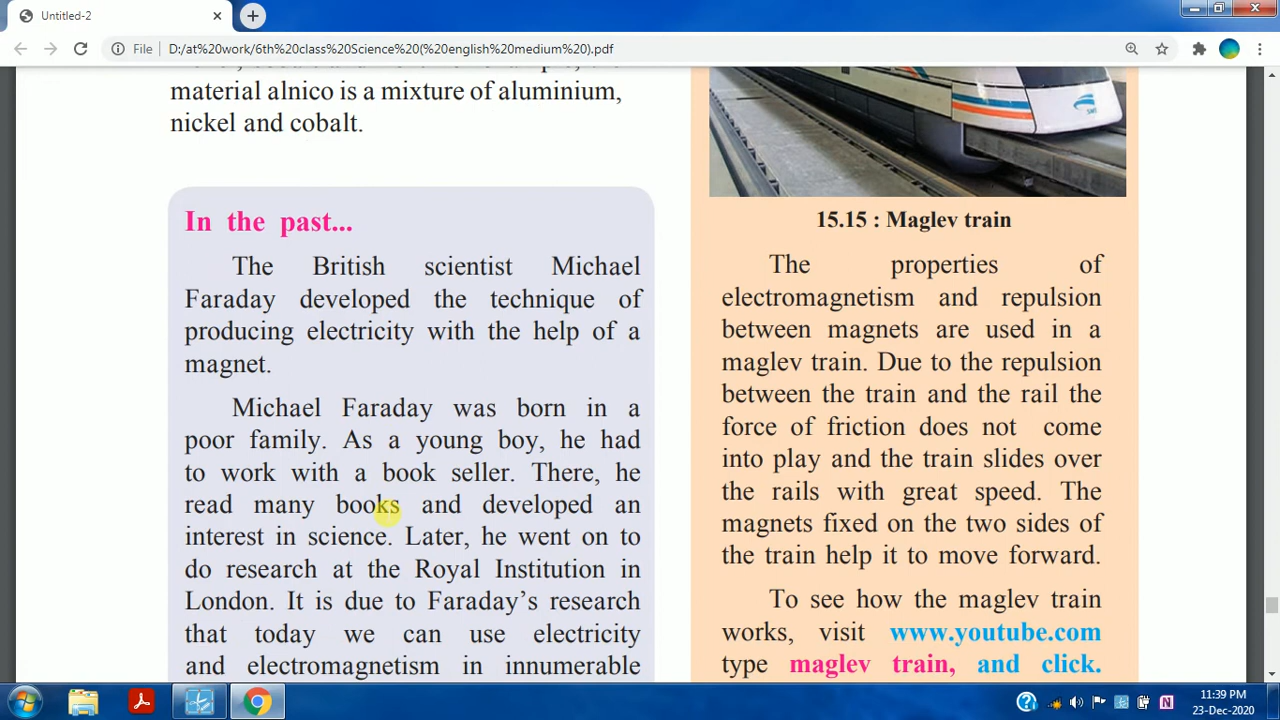 Untitled-2
File
D:/at%20work/6th%20class%20Science%20(%20english%20medium%20).pdf
material alnico is a mixture of aluminium,
nickel and cobalt.
In the past...
The British scientist Michael
Faraday developed the technique of
producing electricity with the help of a
magnet.
Michael Faraday was born in a
poor family. As a young boy, he had
to work with a book seller. There, he
read many books and developed an
interest in science. Later, he went on to
do research at the Royal Institution in
London. It is due to Faraday's research
that today we can use electricity
and electromagnetism in innumerable
15.15 : Maglev train
The properties of
electromagnetism and repulsion
between magnets are used in a
maglev train. Due to the repulsion
between the train and the rail the
force of friction does not come
into play and the train slides over
the rails with great speed. The
magnets fixed on the two sides of
the train help it to move forward.
To see how the maglev train
works, visit www.youtube.com
type maglev train, and click.
11:39 PM
23-Dec-2020